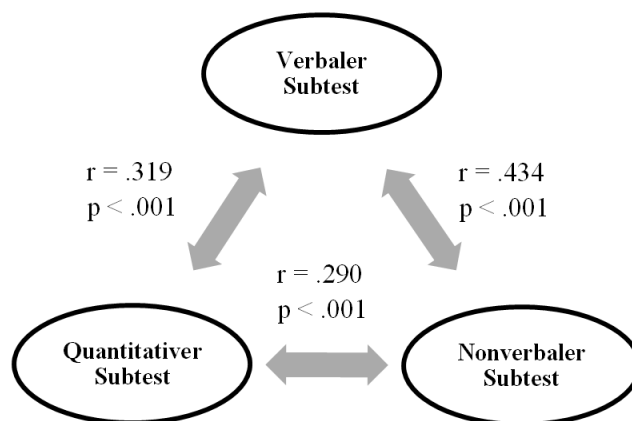 Verbaler
Subtest
r = .319
p < .001
r = .434
p < .001
r = .290
p < .001
Quantitativer
Subtest
Nonverbaler
Subtest